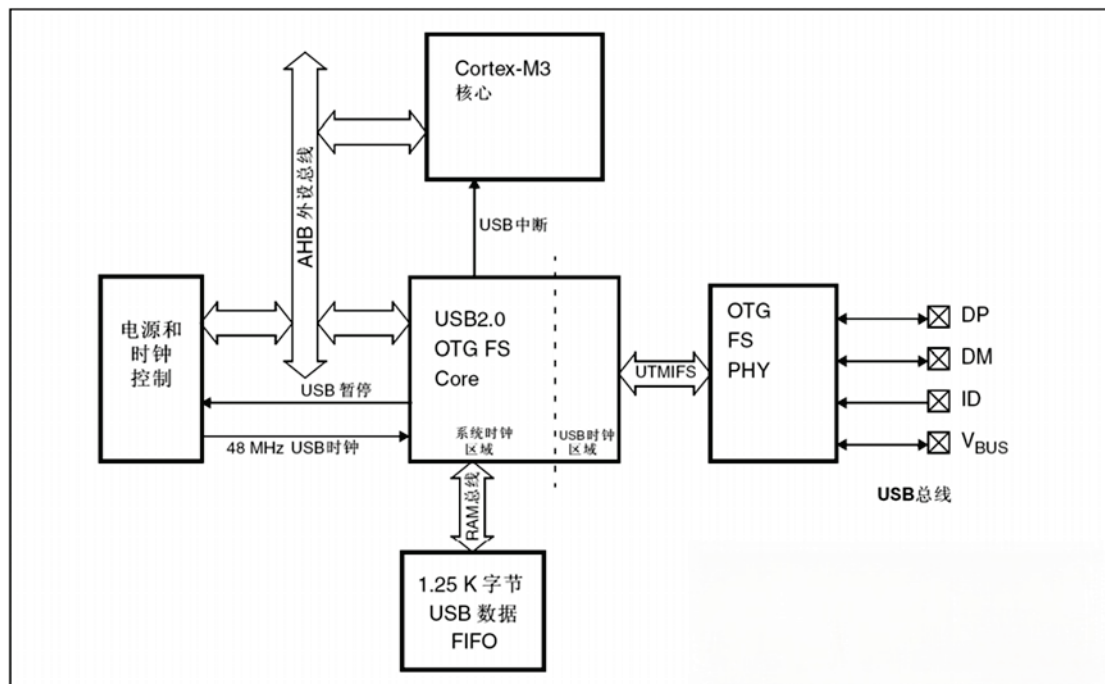 Cortex-M3
核心
AHB 外设总线
USB中断
电源和
时钟
控制
USB2.0
OTG FS
Core
系统时钟
区域
USB时钟
区域
USB 暂停
48 MHz USB时钟
UTMIFS
OTG
FS
PHY
DP
DM
ID
VBUS
USB总线
RAM总线
1.25 K 字节
USB 数据
FIFO